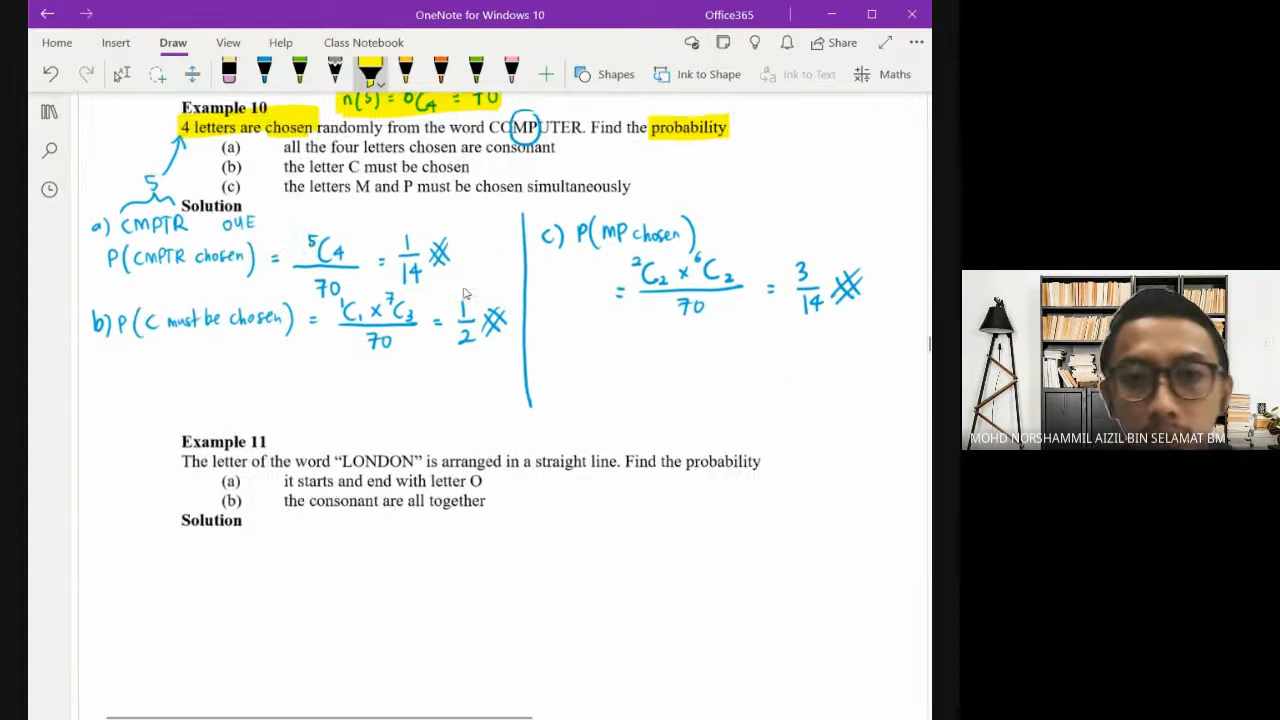 OneNote for Windows 10
Office365
Home Insert Draw View Help Class Notebook
Share
Shapes Ink to Shape Ink to Text Maths
n(S) = 8C4 = 70
Example 10
4 letters are chosen randomly from the word COMPUTER. Find the probability
(a) all the four letters chosen are consonant
(b) the letter C must be chosen
(c) the letters M and P must be chosen simultaneously
5
Solution
a) CMPTR OUE
P(CMPTR chosen) = 5C4 / 70 = 1/14
b) P(C must be chosen) = 1C1 x 7C3 / 70 = 1/2
c) P(MP chosen)
= 2C2 x 6C2 / 70 = 3/14
Example 11
The letter of the word “LONDON” is arranged in a straight line. Find the probability
(a) it starts and end with letter O
(b) the consonant are all together
Solution
MOHD NORSHAMMIL AIZIL BIN SELAMAT BM